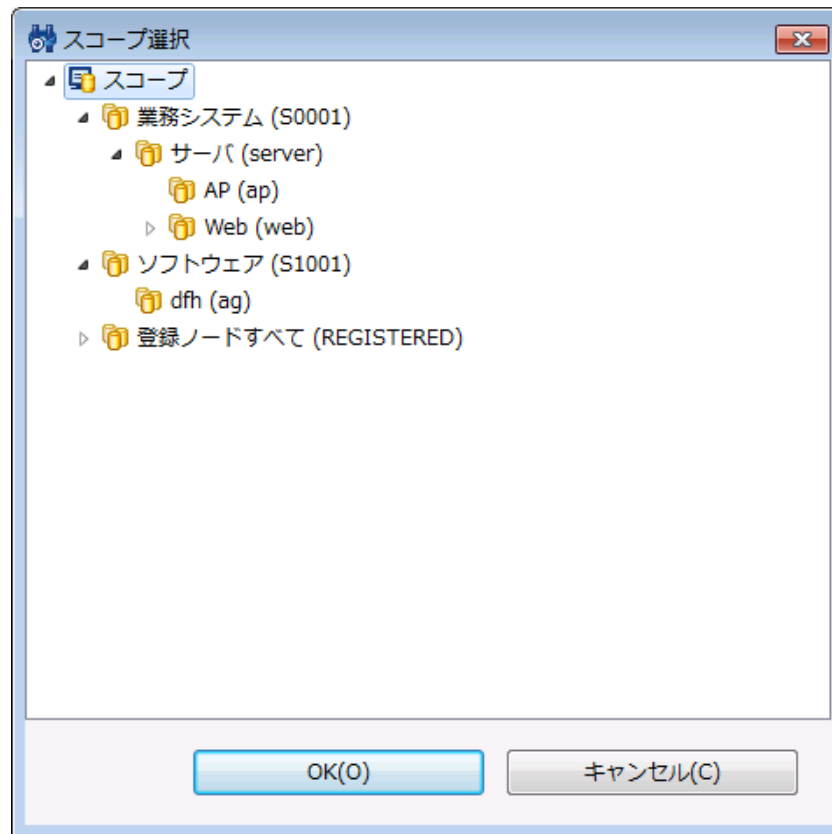 スコープ選択
スコープ
業務システム (S0001)
サーバ (server)
AP (ap)
Web (web)
ソフトウェア (S1001)
dfh (ag)
登録ノードすべて (REGISTERED)
OK(O) キャンセル(C)